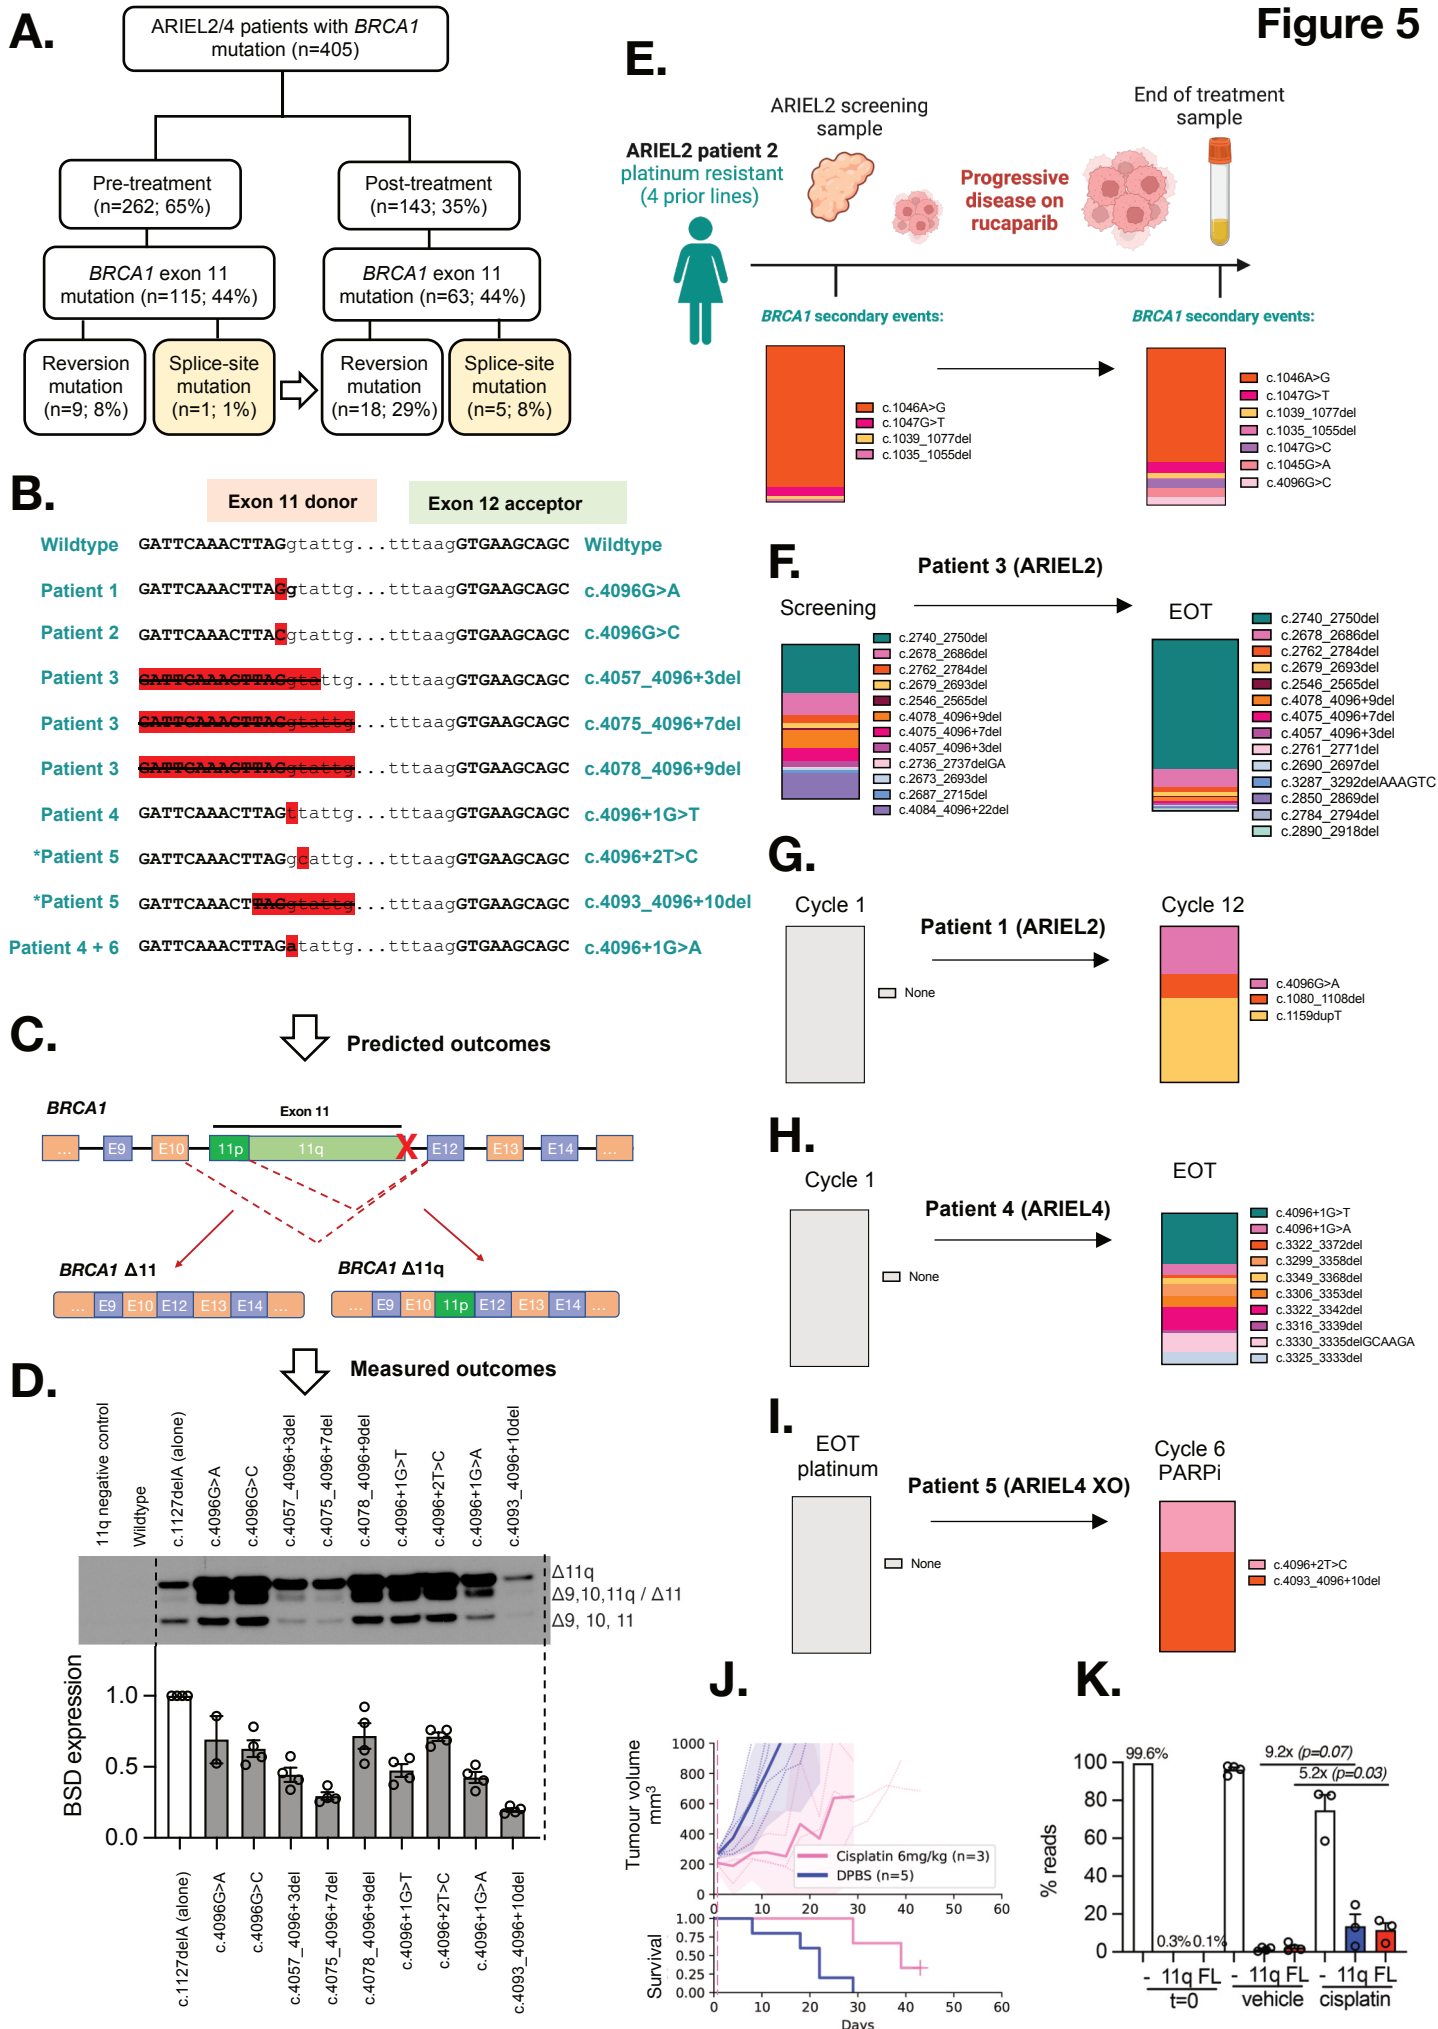 Figure 5
A.
ARIEL2/4 patients with BRCA1
mutation (n=405)
Pre-treatment
(n=262; 65%)
Post-treatment
(n=143; 35%)
BRCA1 exon 11
mutation (n=115; 44%)
BRCA1 exon 11
mutation (n=63; 44%)
Reversion
mutation
(n=9; 8%)
Splice-site
mutation
(n=1; 1%)
Reversion
mutation
(n=18; 29%)
Splice-site
mutation
(n=5; 8%)
B.
Exon 11 donor
Exon 12 acceptor
Wildtype GATTCAAACTTAGgtattg...tttaagGTGAAGCAGC Wildtype
Patient 1 GATTCAAACTTAGgtattg...tttaagGTGAAGCAGC c.4096G>A
Patient 2 GATTCAAACTTACgtattg...tttaagGTGAAGCAGC c.4096G>C
Patient 3 GATTCAAACTTAGgtattg...tttaagGTGAAGCAGC c.4057_4096+3del
Patient 3 GATTCAAACTTAGgtattg...tttaagGTGAAGCAGC c.4075_4096+7del
Patient 3 GATTCAAACTTAGgtattg...tttaagGTGAAGCAGC c.4078_4096+9del
Patient 4 GATTCAAACTTAGttattg...tttaagGTGAAGCAGC c.4096+1G>T
*Patient 5 GATTCAAACTTAGgcattg...tttaagGTGAAGCAGC c.4096+2T>C
*Patient 5 GATTCAAACTTAGgtattg...tttaagGTGAAGCAGC c.4093_4096+10del
Patient 4 + 6 GATTCAAACTTAGatattg...tttaagGTGAAGCAGC c.4096+1G>A
C.
Predicted outcomes
BRCA1
Exon 11
... E9 E10 11p 11q X E12 E13 E14 ...
BRCA1 Δ11
BRCA1 Δ11q
... E9 E10 E12 E13 E14 ...
... E9 E10 11p E12 E13 E14 ...
Measured outcomes
D.
11q negative control
Wildtype
c.1127delA (alone)
c.4096G>A
c.4096G>C
c.4057_4096+3del
c.4075_4096+7del
c.4078_4096+9del
c.4096+1G>T
c.4096+2T>C
c.4096+1G>A
c.4093_4096+10del
Δ11q
Δ9,10,11q / Δ11
Δ9, 10, 11
BSD expression
1.0
0.5
0.0
c.1127delA (alone)
c.4096G>A
c.4096G>C
c.4057_4096+3del
c.4075_4096+7del
c.4078_4096+9del
c.4096+1G>T
c.4096+2T>C
c.4096+1G>A
c.4093_4096+10del
E.
ARIEL2 patient 2
platinum resistant
(4 prior lines)
ARIEL2 screening
sample
Progressive
disease on
rucaparib
End of treatment
sample
BRCA1 secondary events:
c.1046A>G
c.1047G>T
c.1039_1077del
c.1035_1055del
BRCA1 secondary events:
c.1046A>G
c.1047G>T
c.1039_1077del
c.1035_1055del
c.1047G>C
c.1045G>A
c.4096G>C
F.
Patient 3 (ARIEL2)
Screening
c.2740_2750del
c.2678_2686del
c.2762_2784del
c.2679_2693del
c.2546_2565del
c.4078_4096+9del
c.4075_4096+7del
c.4057_4096+3del
c.2736_2737delGA
c.2673_2693del
c.2687_2715del
c.4084_4096+22del
EOT
c.2740_2750del
c.2678_2686del
c.2762_2784del
c.2679_2693del
c.2546_2565del
c.4078_4096+9del
c.4075_4096+7del
c.4057_4096+3del
c.2761_2771del
c.2690_2697del
c.3287_3292delAAAGTC
c.2850_2869del
c.2784_2794del
c.2890_2918del
G.
Cycle 1
None
Patient 1 (ARIEL2)
Cycle 12
c.4096G>A
c.1080_1108del
c.1159dupT
H.
Cycle 1
None
Patient 4 (ARIEL4)
EOT
c.4096+1G>T
c.4096+1G>A
c.3322_3372del
c.3299_3358del
c.3349_3368del
c.3306_3353del
c.3322_3342del
c.3316_3339del
c.3330_3335delGCAAGA
c.3325_3333del
I.
EOT
platinum
None
Patient 5 (ARIEL4 XO)
Cycle 6
PARPi
c.4096+2T>C
c.4093_4096+10del
J.
Tumour volume
mm³
1000
800
600
400
200
0
Cisplatin 6mg/kg (n=3)
DPBS (n=5)
0 10 20 30 40 50 60
Survival
1.00
0.75
0.50
0.25
0.00
0 10 20 30 40 50 60
Days
K.
% reads
100
80
60
40
20
0
99.6%
0.3% 0.1%
9.2x (p=0.07)
5.2x (p=0.03)
- 11q FL - 11q FL - 11q FL
t=0 vehicle cisplatin